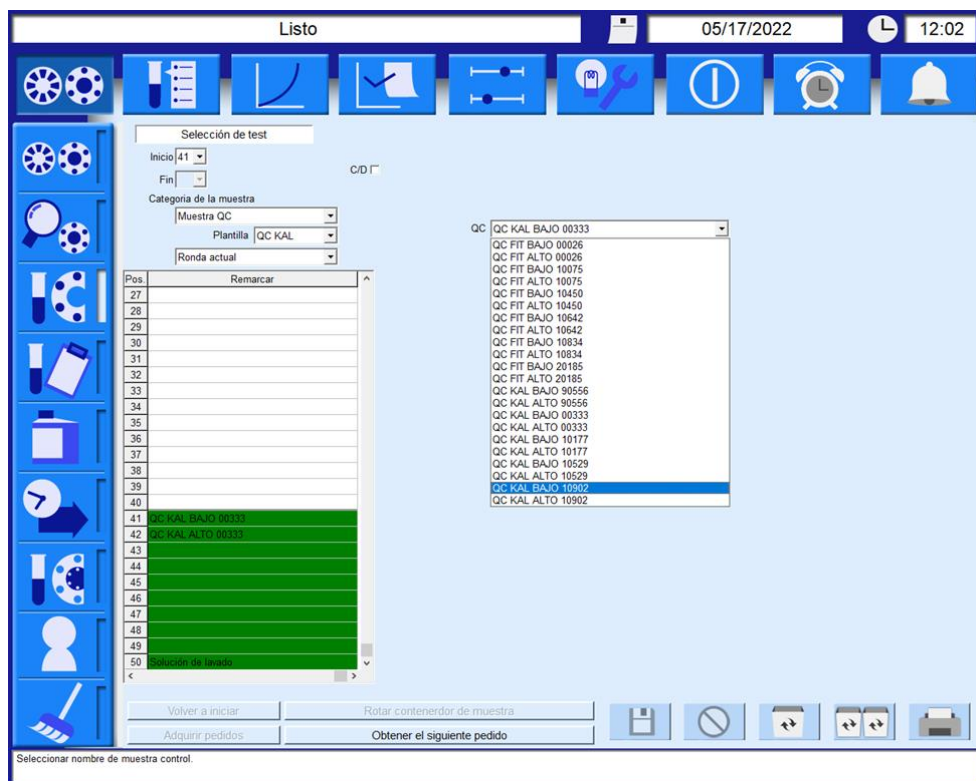 Listo
05/17/2022
12:02
Selección de test
Inicio 41
Fin
C/D
Categoria de la muestra
Muestra QC
Plantilla QC KAL
Ronda actual
QC QC KAL BAJO 00333
QC FIT BAJO 00026
QC FIT ALTO 00026
QC FIT BAJO 10075
QC FIT ALTO 10075
QC FIT BAJO 10450
QC FIT ALTO 10450
QC FIT BAJO 10642
QC FIT ALTO 10642
QC FIT BAJO 10834
QC FIT ALTO 10834
QC FIT BAJO 20185
QC FIT ALTO 20185
QC KAL BAJO 90556
QC KAL ALTO 90556
QC KAL BAJO 00333
QC KAL ALTO 00333
QC KAL BAJO 10177
QC KAL ALTO 10177
QC KAL BAJO 10529
QC KAL ALTO 10529
QC KAL BAJO 10902
QC KAL ALTO 10902
Pos. Remarcar
27
28
29
30
31
32
33
34
35
36
37
38
39
40
41 QC KAL BAJO 00333
42 QC KAL ALTO 00333
43
44
45
46
47
48
49
50 Solución de lavado
Volver a iniciar
Rotar contenerdor de muestra
Adquirir pedidos
Obtener el siguiente pedido
Seleccionar nombre de muestra control.